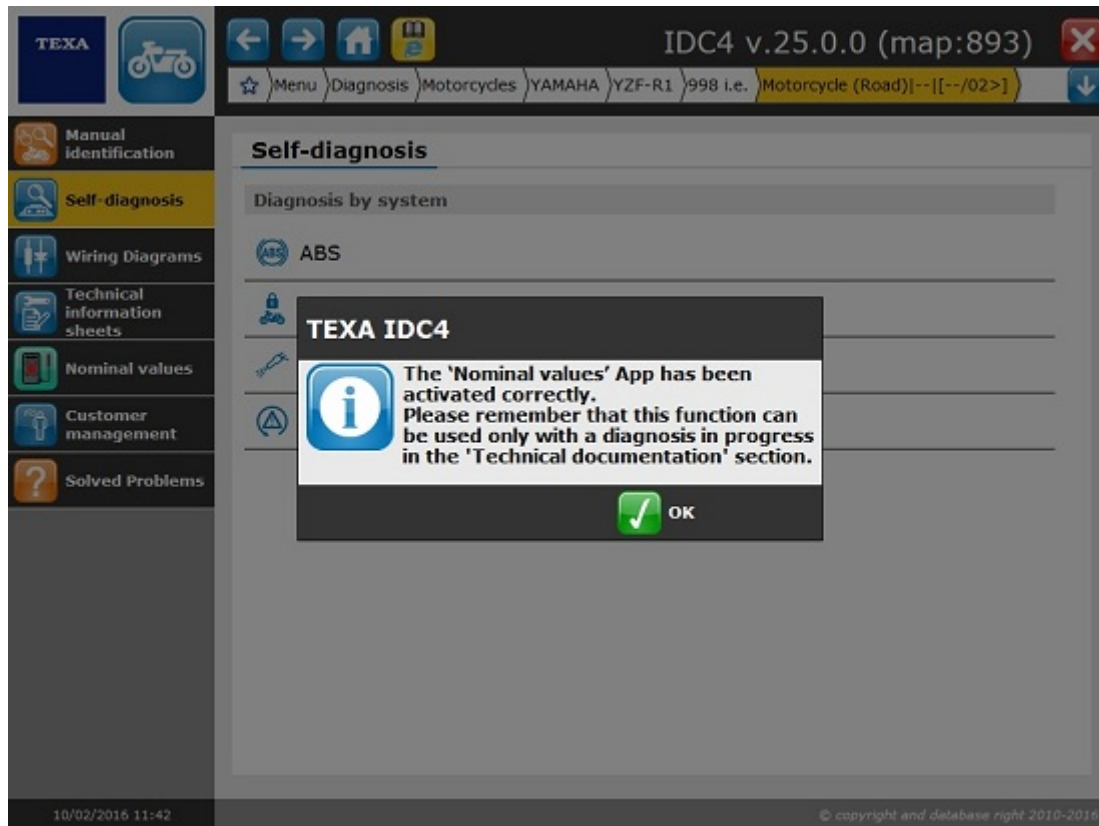 TEXA
IDC4 v.25.0.0 (map:893)
Menu Diagnosis Motorcycles YAMAHA YZF-R1 998 i.e. Motorcycle (Road)|--|[--/02>]
Manual
identification
Self-diagnosis
Wiring Diagrams
Technical
information
sheets
Nominal values
Customer
management
Solved Problems
Self-diagnosis
Diagnosis by system
ABS
ABS
TEXA IDC4
The ‘Nominal values’ App has been
activated correctly.
Please remember that this function can
be used only with a diagnosis in progress
in the 'Technical documentation' section.
OK
10/02/2016 11:42
© copyright and database right 2010-2016